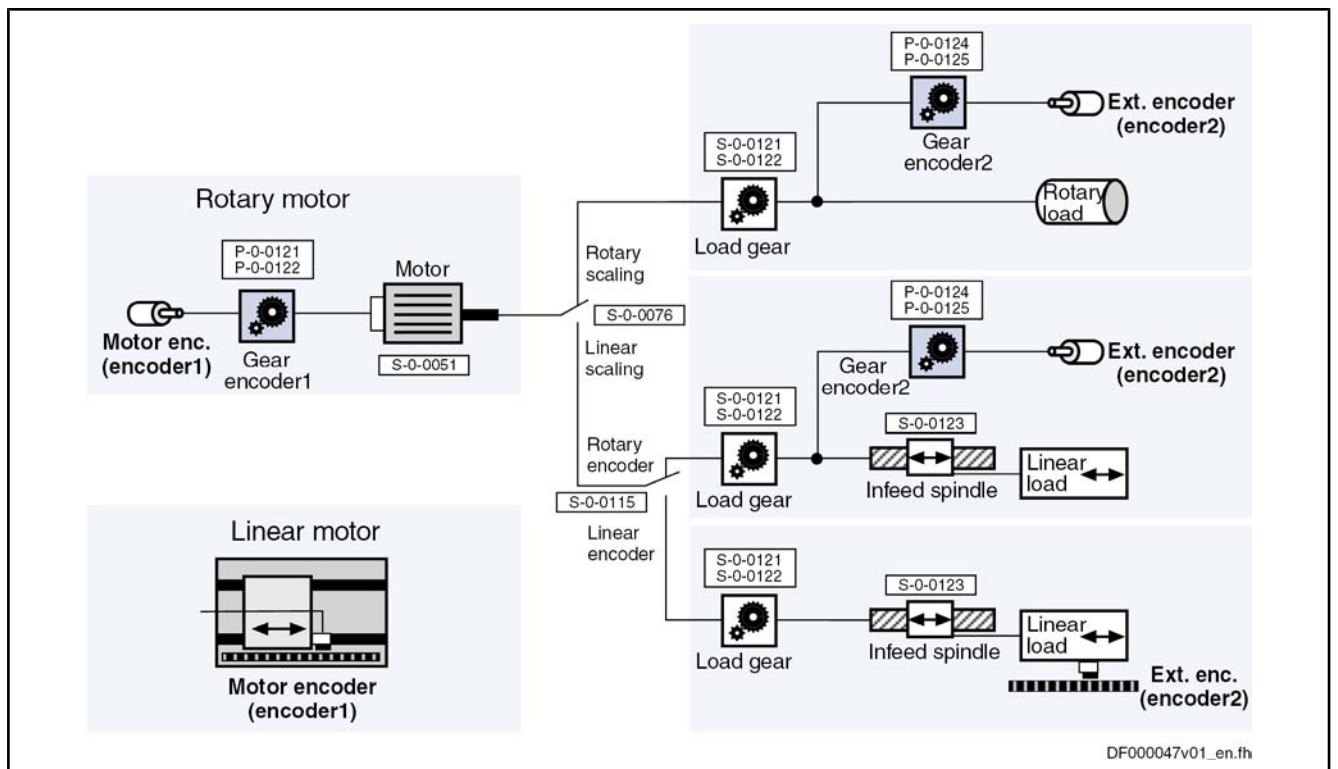 Rotary motor
P-0-0121
P-0-0122
Motor
Motor enc.
(encoder1)
Gear
encoder1
S-0-0051
Linear motor
Motor encoder
(encoder1)
Rotary
scaling
S-0-0076
Linear
scaling
Rotary
encoder
S-0-0115
Linear
encoder
P-0-0124
P-0-0125
Ext. encoder
(encoder2)
Gear
encoder2
S-0-0121
S-0-0122
Load gear
Rotary
load
P-0-0124
P-0-0125
Ext. encoder
(encoder2)
Gear
encoder2
S-0-0121
S-0-0122
Load gear
S-0-0123
Infeed spindle
Linear
load
S-0-0121
S-0-0122
Load gear
S-0-0123
Infeed spindle
Linear
load
Ext. enc.
(encoder2)
DF000047v01_en.fh